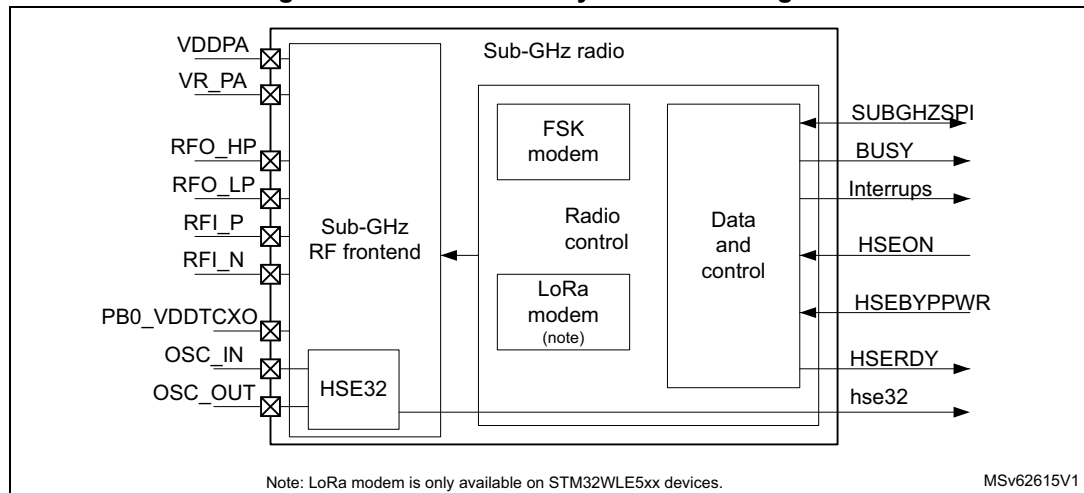 VDDPA
VR_PA
RFO_HP
RFO_LP
RFI_P
RFI_N
PB0_VDDTCXO
OSC_IN
OSC_OUT
Sub-GHz radio
Sub-GHz
RF frontend
HSE32
FSK
modem
Radio
control
LoRa
modem
(note)
Data
and
control
SUBGHZSPI
BUSY
Interrups
HSEON
HSEBYPPWR
HSERDY
hse32
Note: LoRa modem is only available on STM32WLE5xx devices.
MSv62615V1